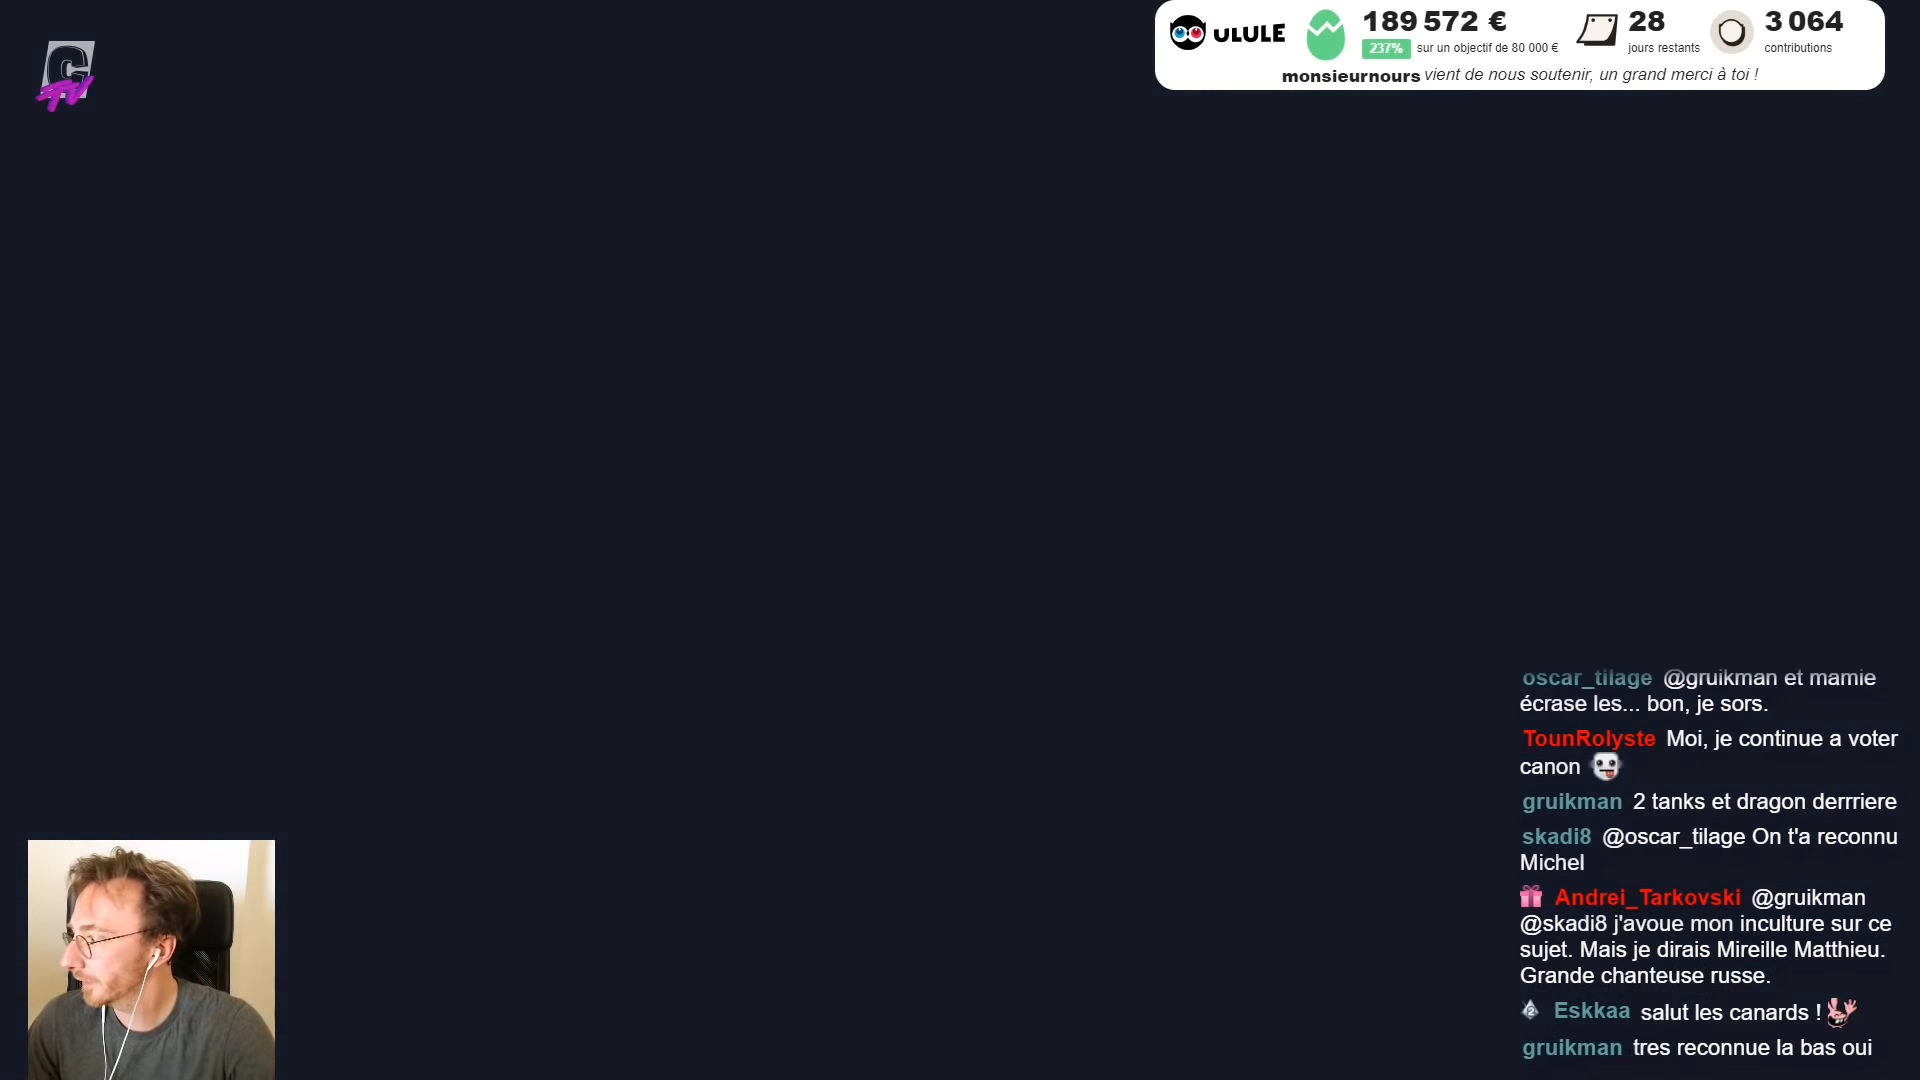 C
TV
ULULE
189 572 €
237% sur un objectif de 80 000 €
28
jours restants
3 064
contributions
monsieurnours vient de nous soutenir, un grand merci à toi !
oscar_tilage @gruikman et mamie
écrase les... bon, je sors.
TounRolyste Moi, je continue a voter
canon
gruikman 2 tanks et dragon derrriere
skadi8 @oscar_tilage On t'a reconnu
Michel
Andrei_Tarkovski @gruikman
@skadi8 j'avoue mon inculture sur ce
sujet. Mais je dirais Mireille Matthieu.
Grande chanteuse russe.
2 Eskkaa salut les canards !
gruikman tres reconnue la bas oui